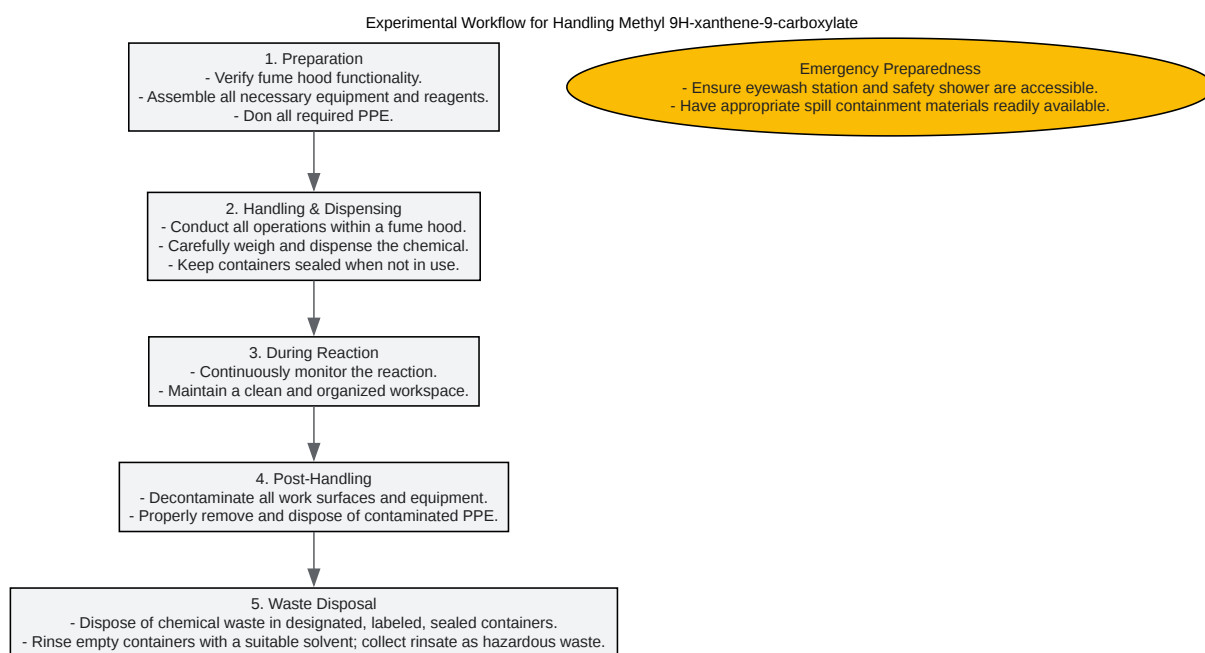 Experimental Workflow for Handling Methyl 9H-xanthene-9-carboxylate
1. Preparation
- Verify fume hood functionality.
- Assemble all necessary equipment and reagents.
- Don all required PPE.
Emergency Preparedness
- Ensure eyewash station and safety shower are accessible.
- Have appropriate spill containment materials readily available.
2. Handling & Dispensing
- Conduct all operations within a fume hood.
- Carefully weigh and dispense the chemical.
- Keep containers sealed when not in use.
3. During Reaction
- Continuously monitor the reaction.
- Maintain a clean and organized workspace.
4. Post-Handling
- Decontaminate all work surfaces and equipment.
- Properly remove and dispose of contaminated PPE.
5. Waste Disposal
- Dispose of chemical waste in designated, labeled, sealed containers.
- Rinse empty containers with a suitable solvent; collect rinsate as hazardous waste.